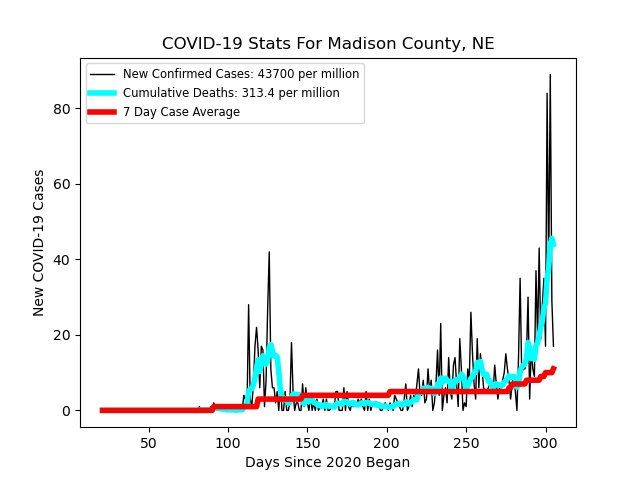 COVID-19 Stats For Madison County, NE
New Confirmed Cases: 43700 per million
Cumulative Deaths: 313.4 per million
7 Day Case Average
New COVID-19 Cases
80
60
40
20
0
50 100 150 200 250 300
Days Since 2020 Began